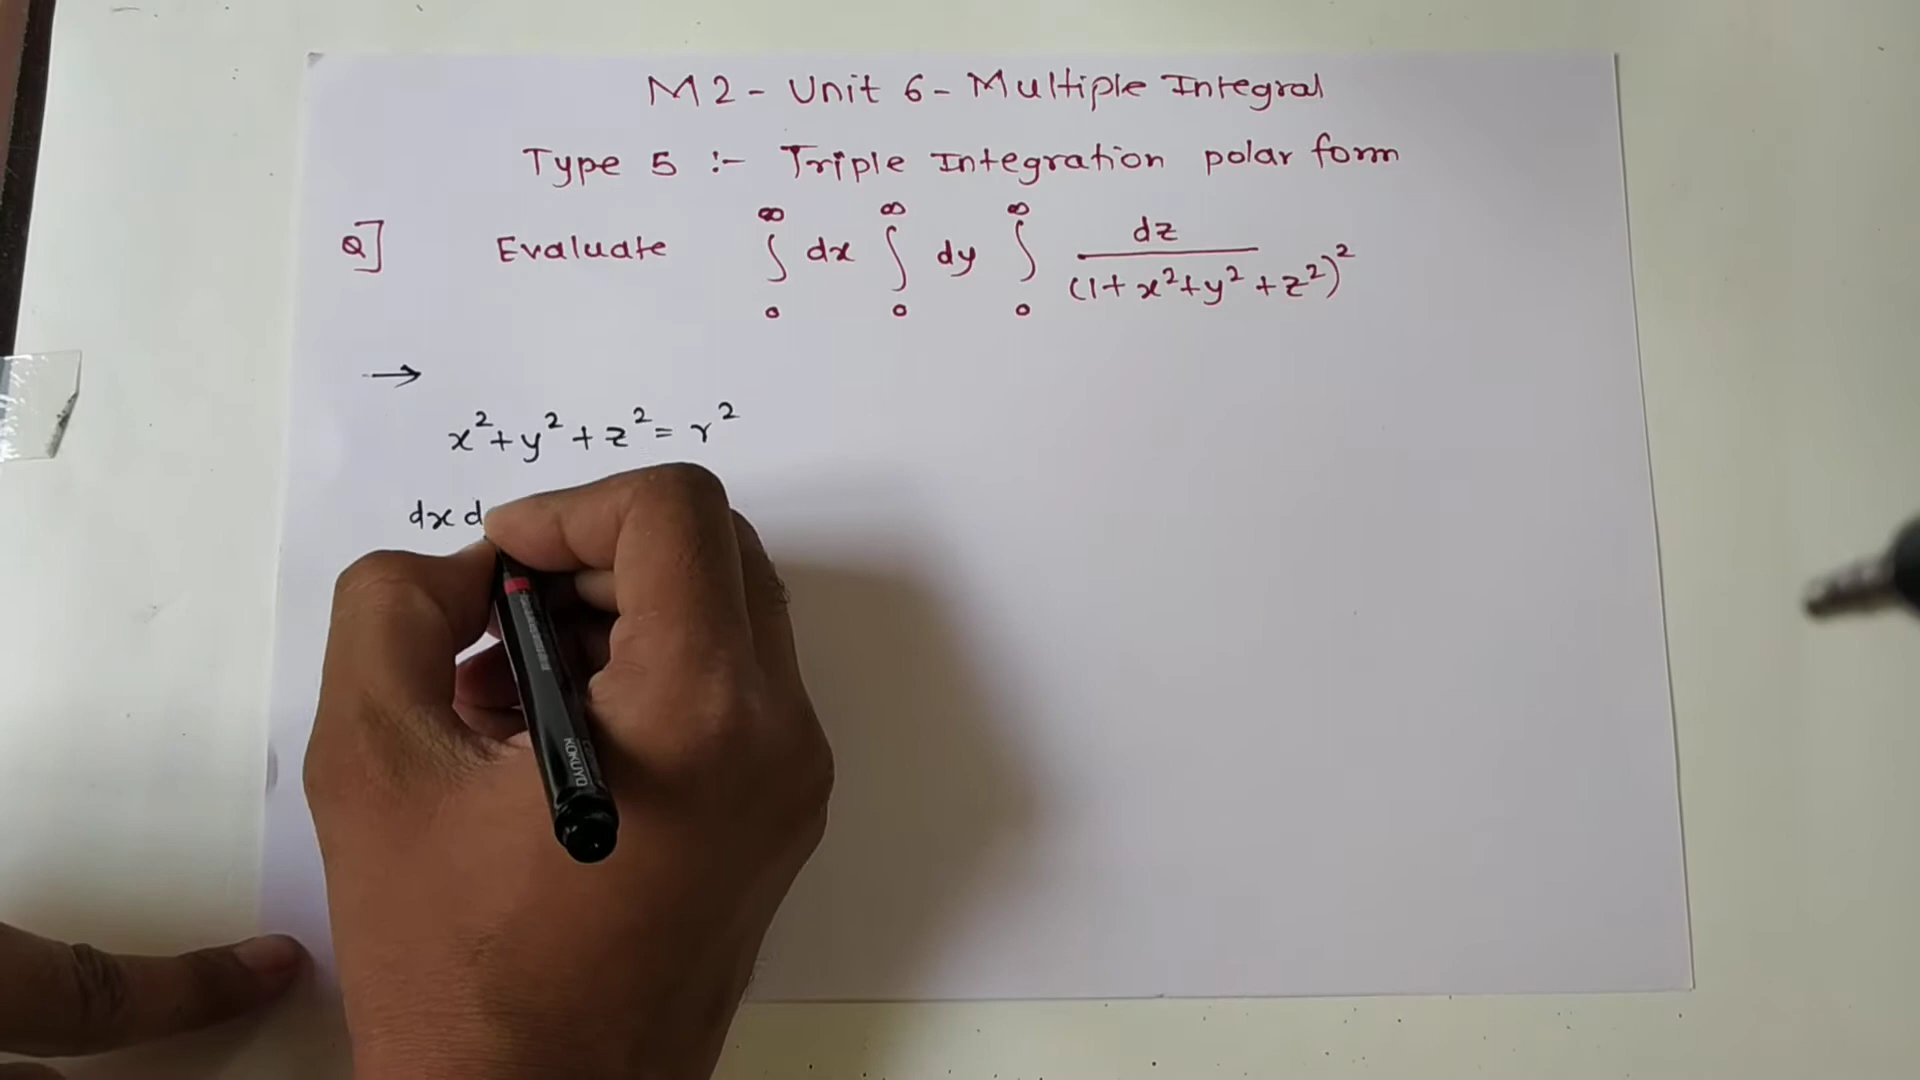 M2 - Unit 6 - Multiple Integral
Type 5 :- Triple Integration polar form
Q] Evaluate ∫₀^∞ dx ∫₀^∞ dy ∫₀^∞ dz / (1+x²+y²+z²)²
→
x²+y²+z²=r²
dx d
KOKUYO